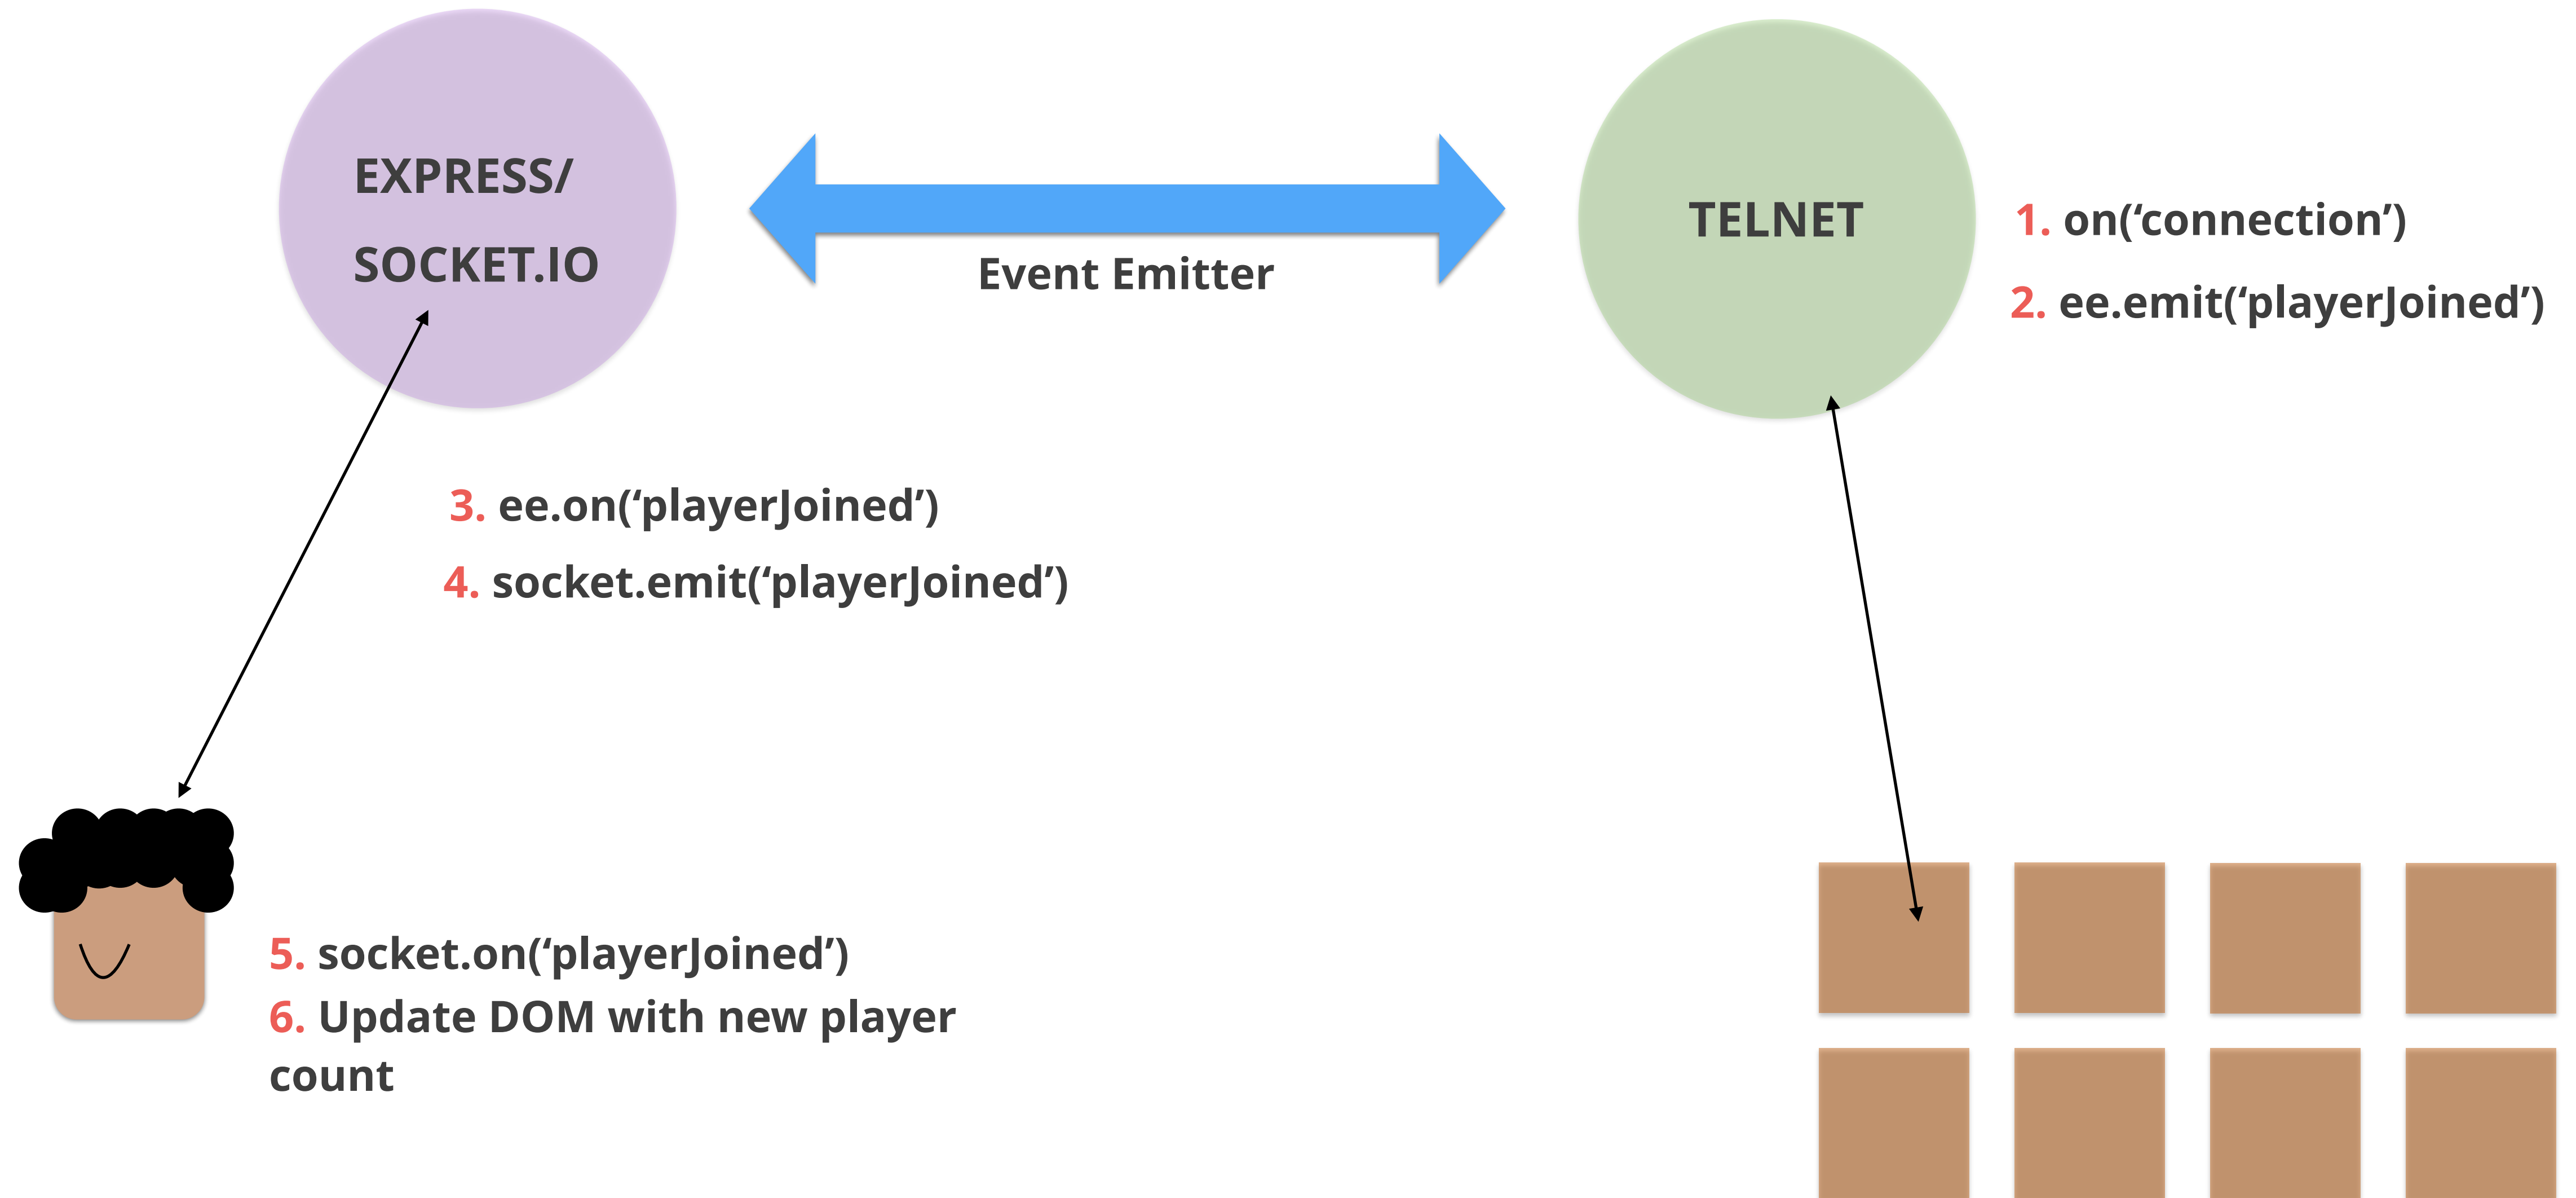 EXPRESS/
SOCKET.IO
Event Emitter
TELNET
1. on(‘connection’)
2. ee.emit(‘playerJoined’)
3. ee.on(‘playerJoined’)
4. socket.emit(‘playerJoined’)
5. socket.on(‘playerJoined’)
6. Update DOM with new player
count